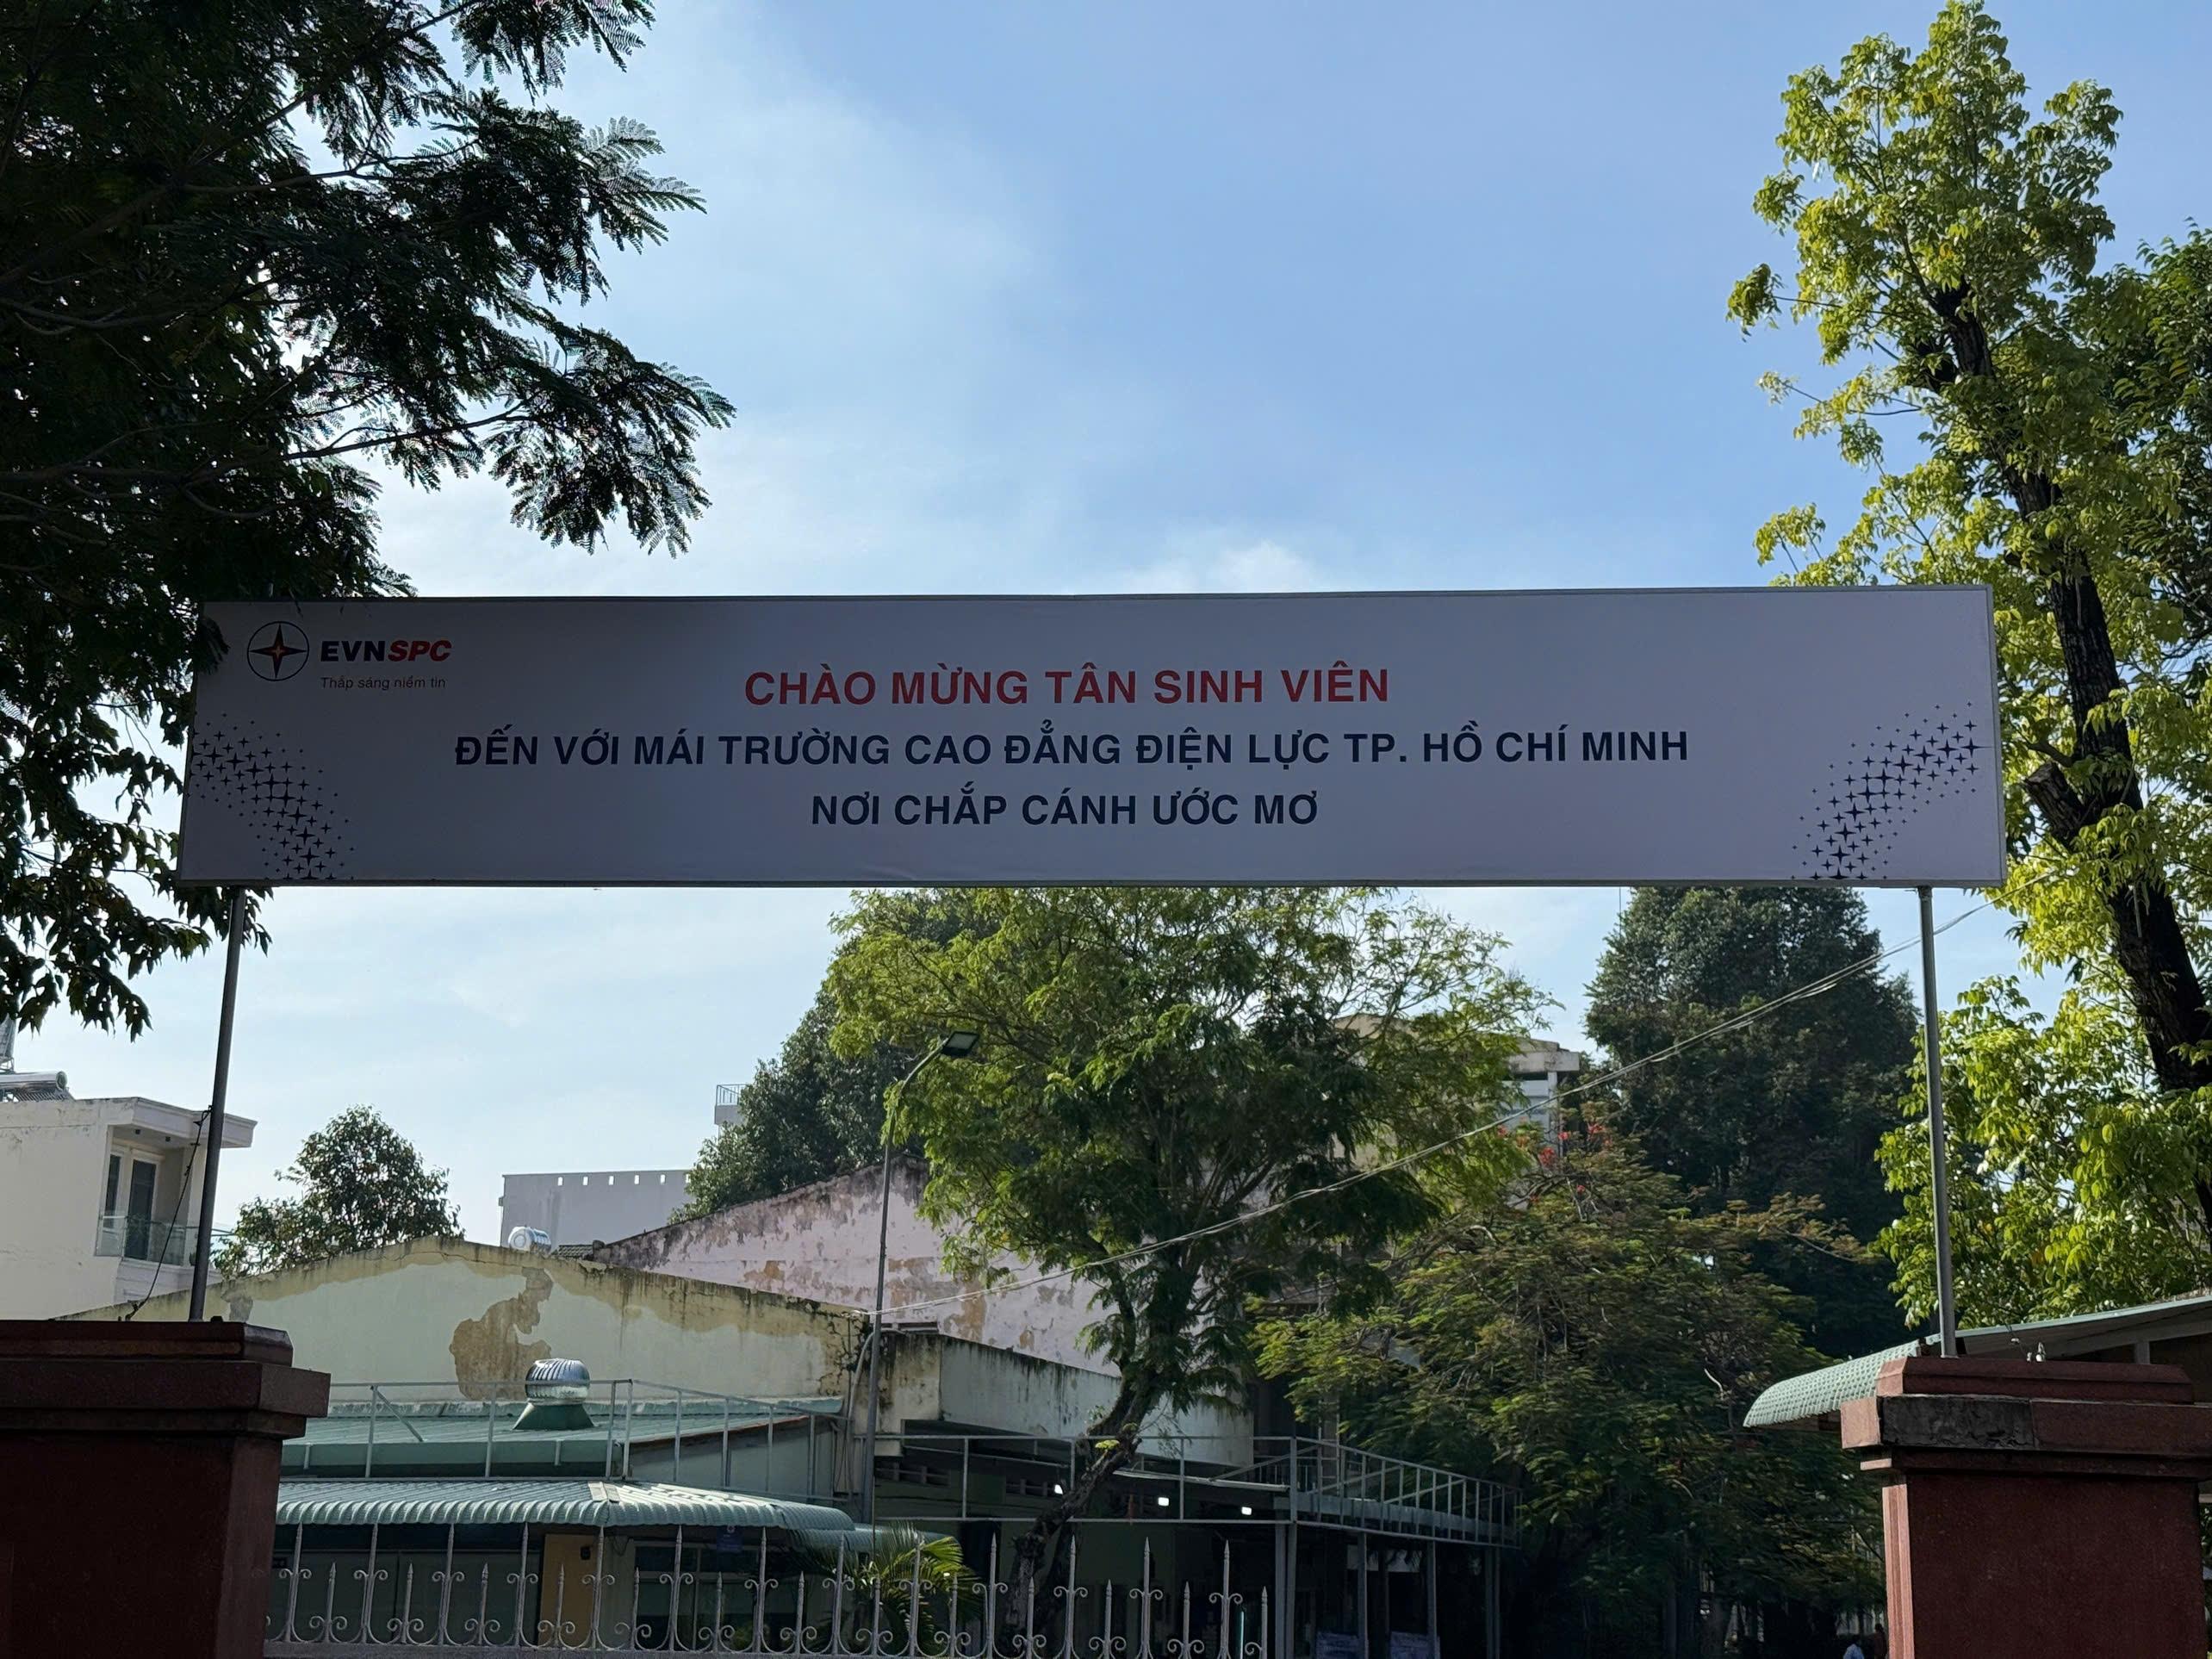 EVNSPC
Thắp sáng niềm tin
CHÀO MỪNG TÂN SINH VIÊN
ĐẾN VỚI MÁI TRƯỜNG CAO ĐẲNG ĐIỆN LỰC TP. HỒ CHÍ MINH
NƠI CHẮP CÁNH ƯỚC MƠ